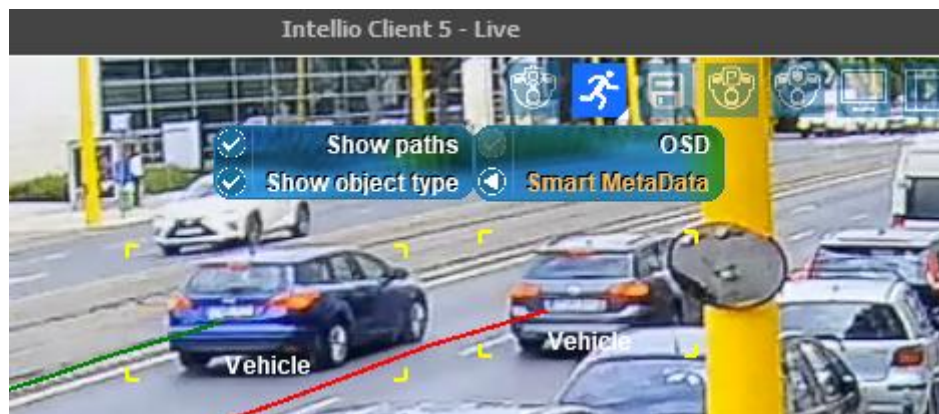 Intellio Client 5 - Live
Show paths
OSD
Show object type
Smart MetaData
Vehicle
Vehicle